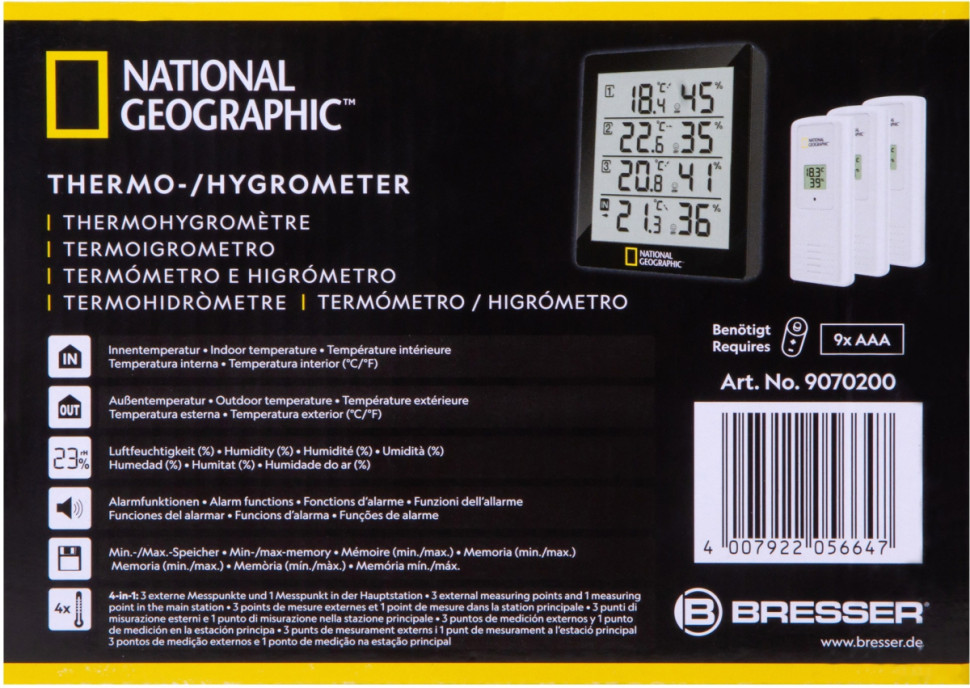 NATIONAL
GEOGRAPHIC™
THERMO-/HYGROMETER
THERMOHYGROMÈTRE
TERMOIGROMETRO
TERMÓMETRO E HIGRÓMETRO
TERMOHIDRÒMETRE | TERMÓMETRO / HIGRÓMETRO
1 18.4 °C 45 %
2 22.6 °C 35 %
3 20.8 °C 41 %
IN 21.3 °C 36 %
NATIONAL
GEOGRAPHIC
NATIONAL
GEOGRAPHIC
18.3 °C
39 %
Benötigt
Requires
9x AAA
Art. No. 9070200
4 007922 056647
IN
Innentemperatur • Indoor temperature • Température intérieure
Temperatura interna • Temperatura interior (°C/°F)
OUT
Außentemperatur • Outdoor temperature • Température extérieure
Temperatura esterna • Temperatura exterior (°C/°F)
23 rH %
Luftfeuchtigkeit (%) • Humidity (%) • Humidité (%) • Umidità (%)
Humedad (%) • Humitat (%) • Humidade do ar (%)
Alarmfunktionen • Alarm functions • Fonctions d'alarme • Funzioni dell'allarme
Funciones del alarmar • Funcions d'alarma • Funções de alarme
Min.-/Max.-Speicher • Min-/max-memory • Mémoire (min./max.) • Memoria (min./max.)
Memoria (min./max.) • Memòria (mín./màx.) • Memória mín./máx.
4x
4-in-1: 3 externe Messpunkte und 1 Messpunkt in der Hauptstation • 3 external measuring points and 1 measuring
point in the main station • 3 points de mesure externes et 1 point de mesure dans la station principale • 3 punti di
misurazione esterni e 1 punto di misurazione nella stazione principale • 3 puntos de medición externos y 1 punto
de medición en la estación principa • 3 punts de mesurament externs i 1 punt de mesurament a l'estació principal
3 pontos de medição externos e 1 ponto de medição na estação principal
B BRESSER®
www.bresser.de